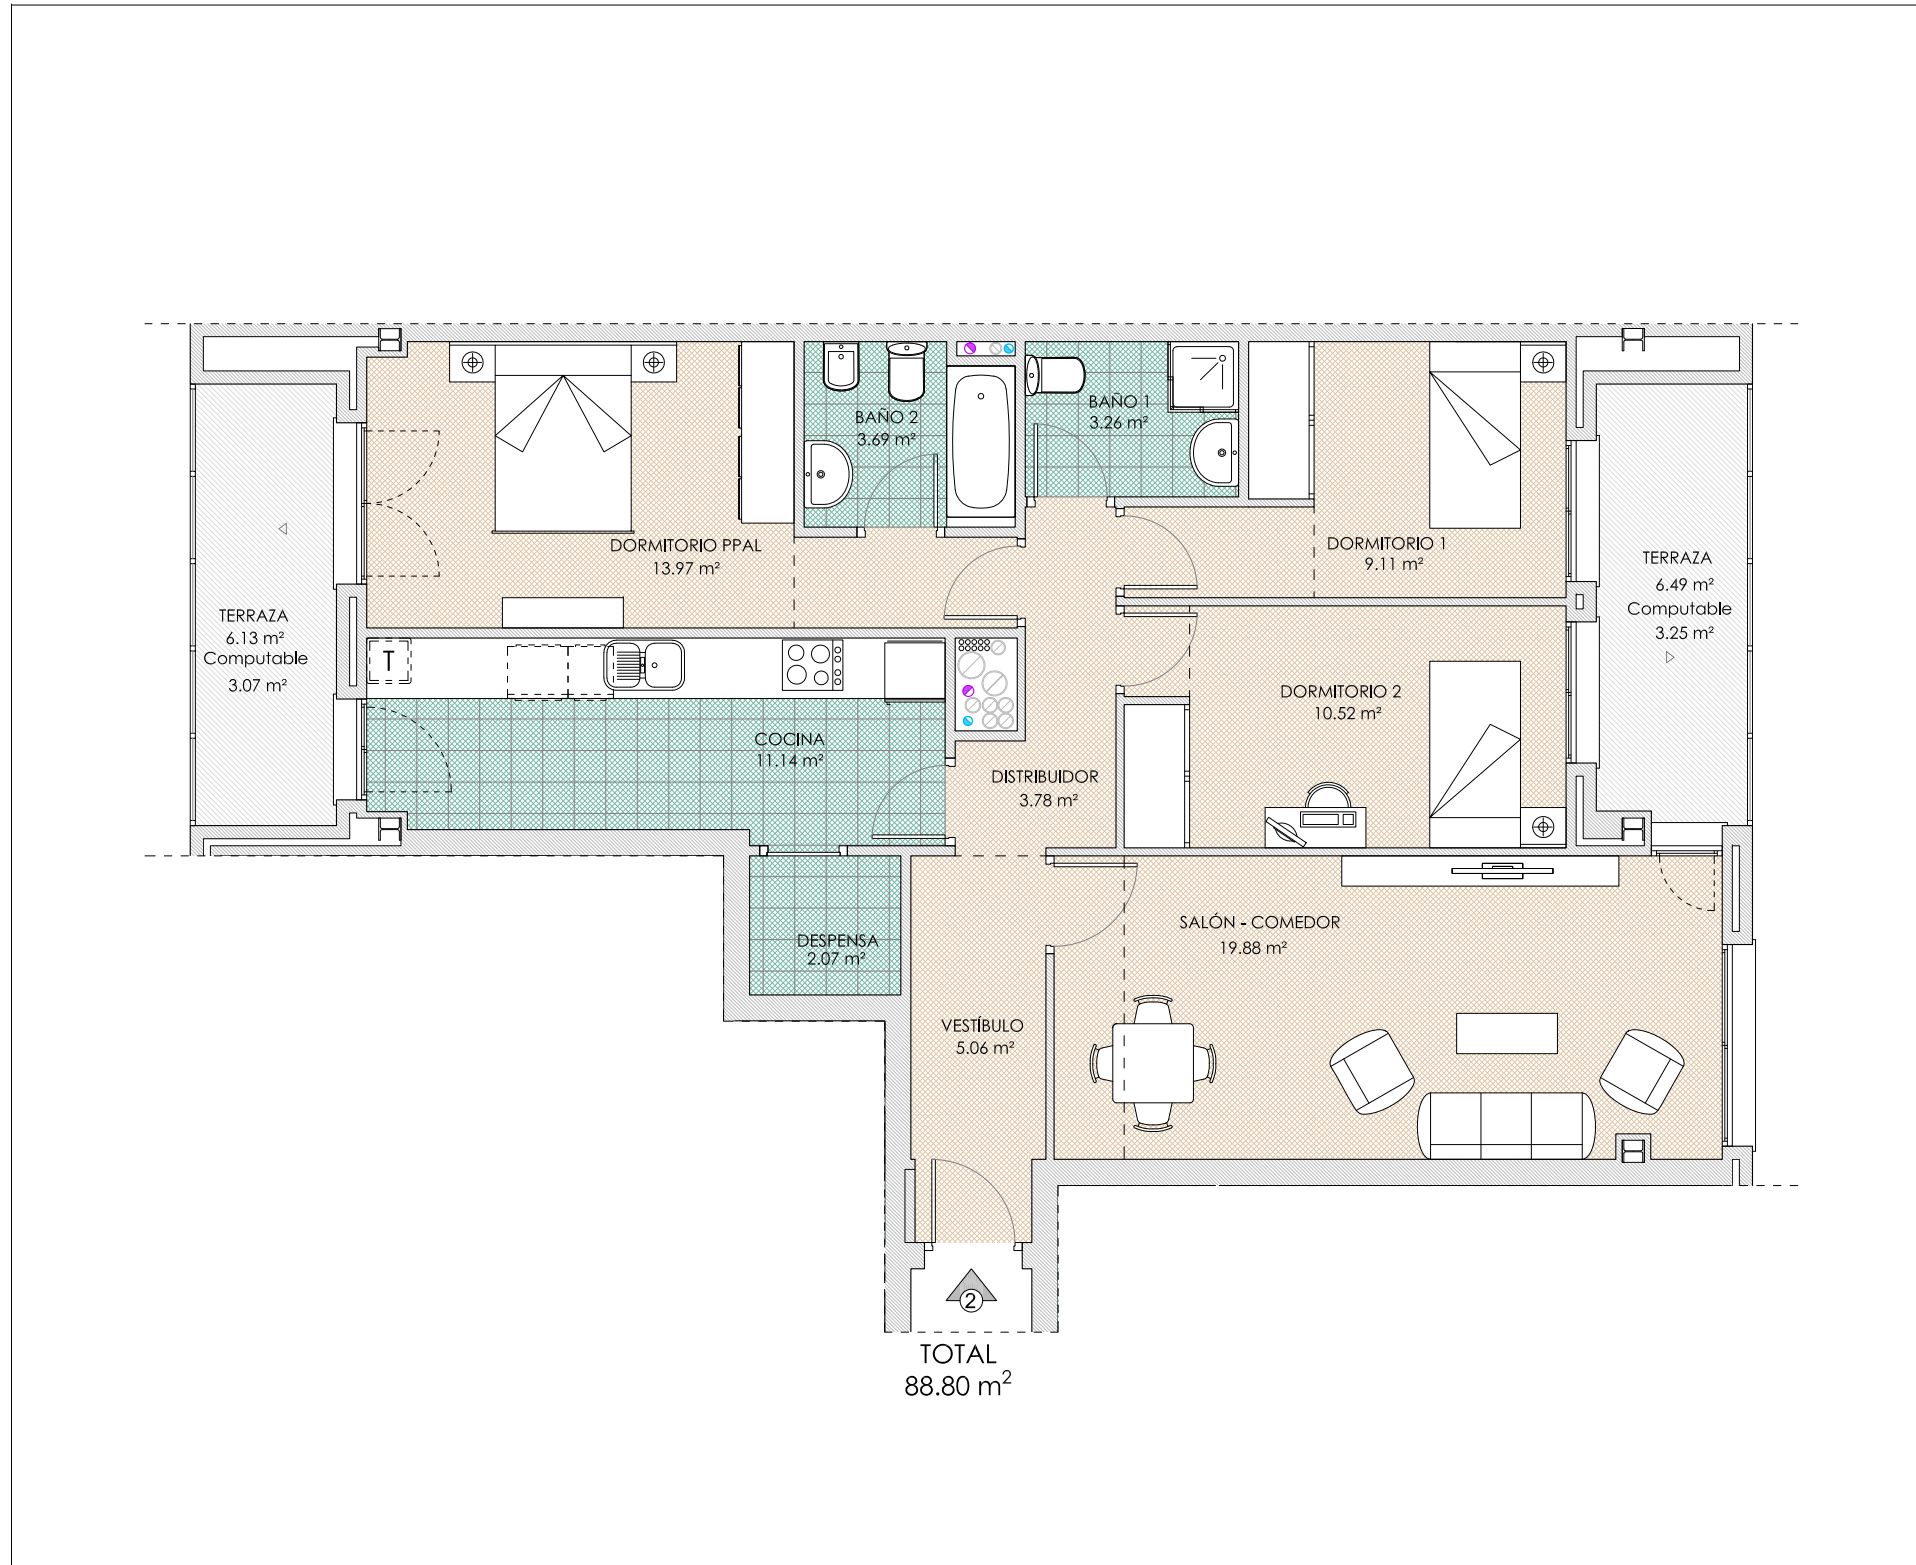 BAÑO 2
3.69 m²
BAÑO 1
3.26 m²
DORMITORIO PPAL
13.97 m²
DORMITORIO 1
9.11 m²
TERRAZA
6.49 m²
Computable
3.25 m²
TERRAZA
6.13 m²
Computable
3.07 m²
T
DORMITORIO 2
10.52 m²
COCINA
11.14 m²
DISTRIBUIDOR
3.78 m²
SALÓN - COMEDOR
19.88 m²
DESPENSA
2.07 m²
VESTÍBULO
5.06 m²
2
TOTAL
88.80 m²